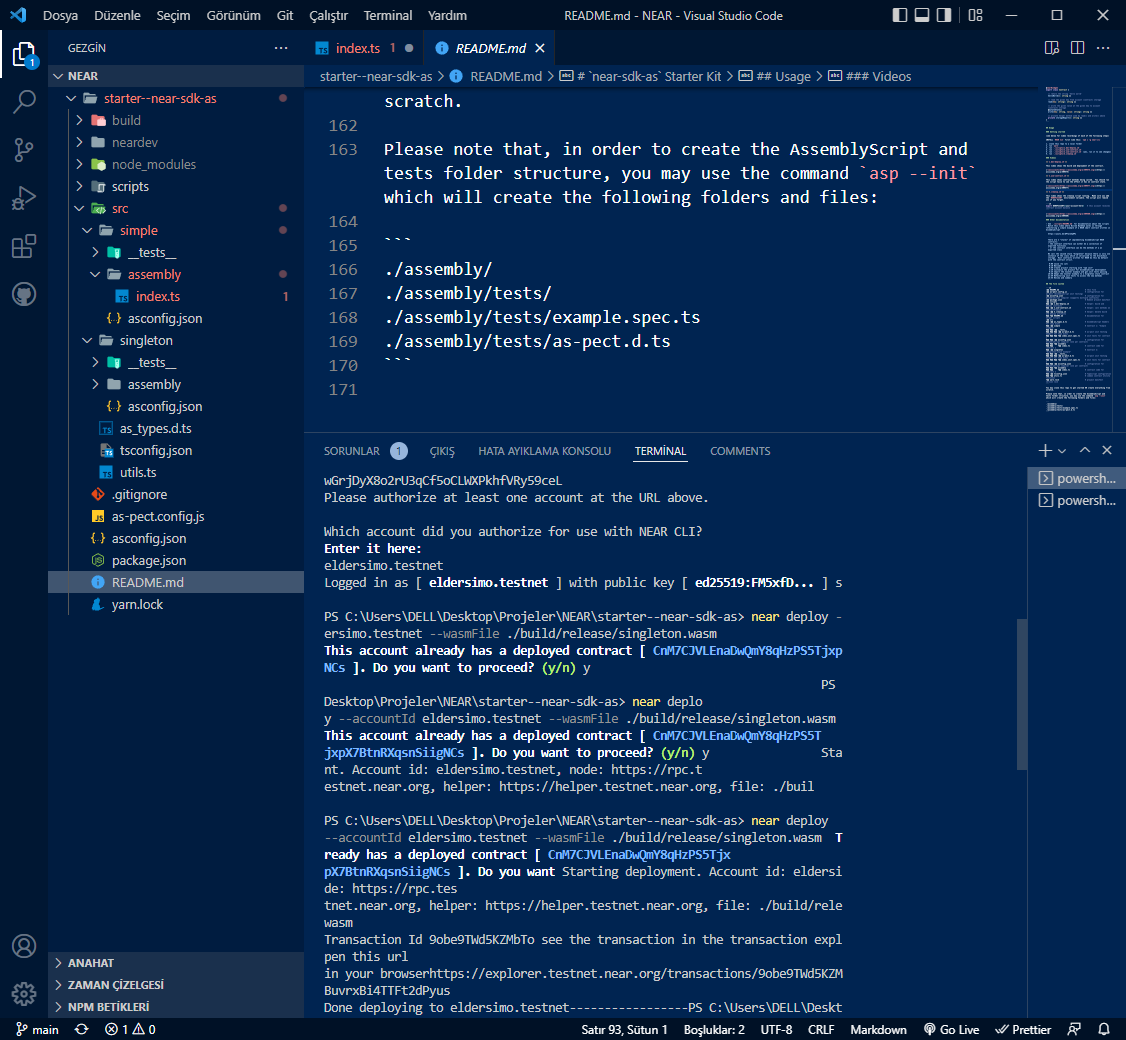 Dosya Düzenle Seçim Görünüm Git Çalıştır Terminal Yardım README.md - NEAR - Visual Studio Code
GEZGİN
index.ts 1
README.md
NEAR
starter--near-sdk-as > README.md > # `near-sdk-as` Starter Kit > ## Usage > ### Videos
starter--near-sdk-as
build
neardev
node_modules
scripts
src
simple
__tests__
assembly
index.ts 1
asconfig.json
singleton
__tests__
assembly
asconfig.json
as_types.d.ts
tsconfig.json
utils.ts
.gitignore
as-pect.config.js
asconfig.json
package.json
README.md
yarn.lock
ANAHAT
ZAMAN ÇİZELGESİ
NPM BETİKLERİ
scratch.
162
163 Please note that, in order to create the AssemblyScript and
tests folder structure, you may use the command `asp --init`
which will create the following folders and files:
164
165 ```
166 ./assembly/
167 ./assembly/tests/
168 ./assembly/tests/example.spec.ts
169 ./assembly/tests/as-pect.d.ts
170 ```
171
SORUNLAR 1 ÇIKIŞ HATA AYIKLAMA KONSOLU TERMİNAL COMMENTS
powersh...
powersh...
wGrjDyX8o2rU3qCf5oCLWXPkhfVRy59ceL
Please authorize at least one account at the URL above.
Which account did you authorize for use with NEAR CLI?
Enter it here:
eldersimo.testnet
Logged in as [ eldersimo.testnet ] with public key [ ed25519:FM5xfD... ] s
PS C:\Users\DELL\Desktop\Projeler\NEAR\starter--near-sdk-as> near deploy -
ersimo.testnet --wasmFile ./build/release/singleton.wasm
This account already has a deployed contract [ CnM7CJVLEnaDwQmY8qHzPS5Tjxp
NCs ]. Do you want to proceed? (y/n) y
PS
Desktop\Projeler\NEAR\starter--near-sdk-as> near deplo
y --accountId eldersimo.testnet --wasmFile ./build/release/singleton.wasm
This account already has a deployed contract [ CnM7CJVLEnaDwQmY8qHzPS5T
jxpX7BtnRXqsnSiigNCs ]. Do you want to proceed? (y/n) y Sta
nt. Account id: eldersimo.testnet, node: https://rpc.t
estnet.near.org, helper: https://helper.testnet.near.org, file: ./buil
PS C:\Users\DELL\Desktop\Projeler\NEAR\starter--near-sdk-as> near deploy
--accountId eldersimo.testnet --wasmFile ./build/release/singleton.wasm T
ready has a deployed contract [ CnM7CJVLEnaDwQmY8qHzPS5Tjx
pX7BtnRXqsnSiigNCs ]. Do you want Starting deployment. Account id: eldersi
de: https://rpc.tes
tnet.near.org, helper: https://helper.testnet.near.org, file: ./build/rele
wasm
Transaction Id 9obe9TWd5KZMbTo see the transaction in the transaction expl
pen this url
in your browserhttps://explorer.testnet.near.org/transactions/9obe9TWd5KZM
BuvrxBi4TTFt2dPyus
Done deploying to eldersimo.testnet-----------------PS C:\Users\DELL\Deskt
main 1 0 Satır 93, Sütun 1 Boşluklar: 2 UTF-8 CRLF Markdown Go Live Prettier